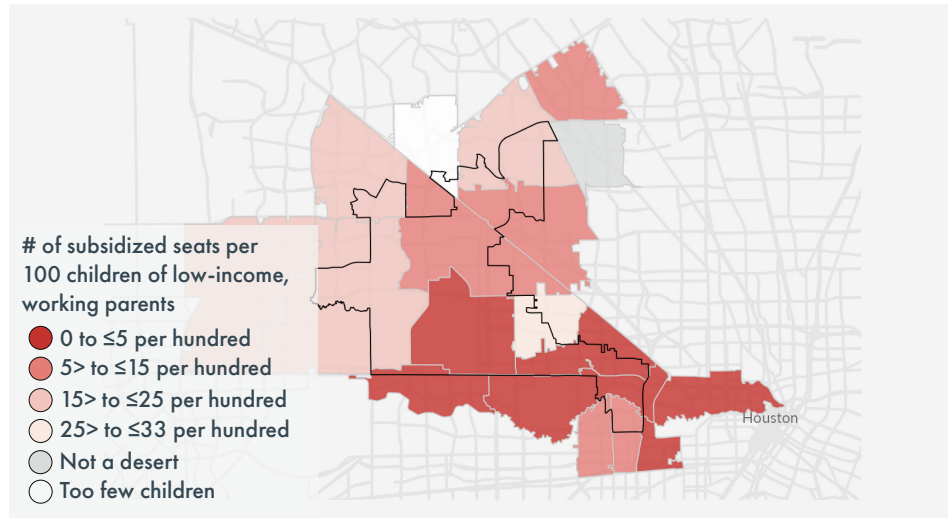 # of subsidized seats per
100 children of low-income,
working parents
0 to ≤5 per hundred
5> to ≤15 per hundred
15> to ≤25 per hundred
25> to ≤33 per hundred
Not a desert
Too few children
Houston